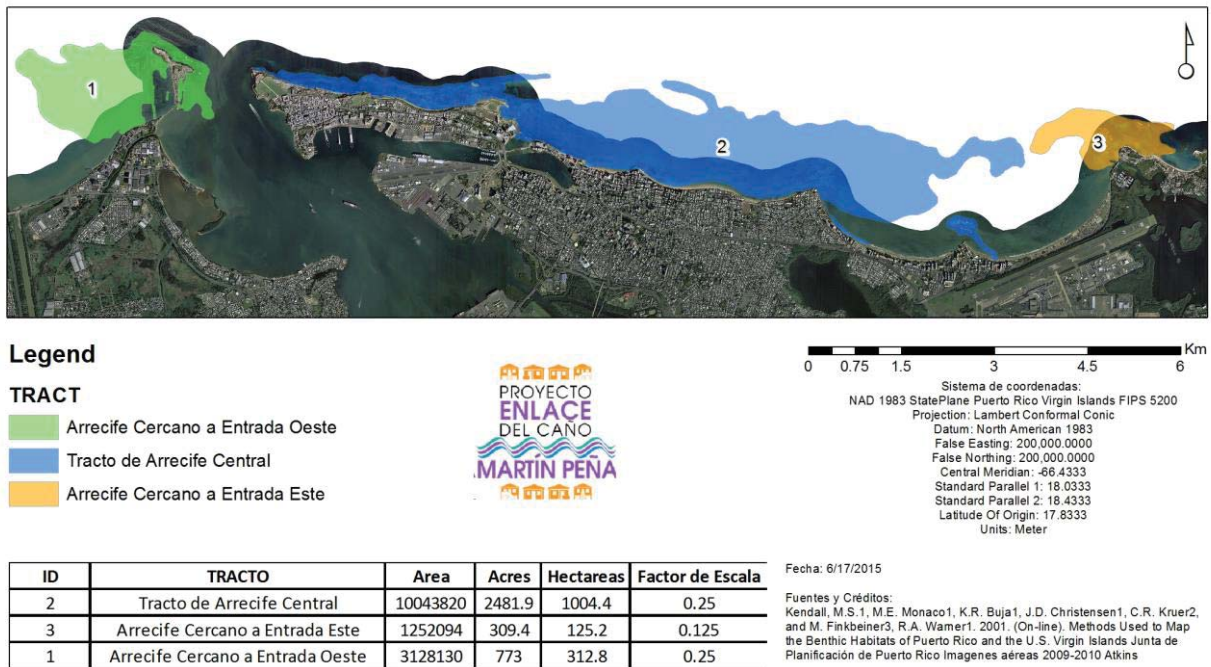 1
2
3
Legend
TRACT
Arrecife Cercano a Entrada Oeste
Tracto de Arrecife Central
Arrecife Cercano a Entrada Este
PROYECTO
ENLACE
DEL CAÑO
MARTÍN PEÑA
Km
0 0.75 1.5 3 4.5 6
Sistema de coordenadas:
NAD 1983 StatePlane Puerto Rico Virgin Islands FIPS 5200
Projection: Lambert Conformal Conic
Datum: North American 1983
False Easting: 200,000.0000
False Northing: 200,000.0000
Central Meridian: -66.4333
Standard Parallel 1: 18.0333
Standard Parallel 2: 18.4333
Latitude Of Origin: 17.8333
Units: Meter
ID TRACTO Area Acres Hectareas Factor de Escala
2 Tracto de Arrecife Central 10043820 2481.9 1004.4 0.25
3 Arrecife Cercano a Entrada Este 1252094 309.4 125.2 0.125
1 Arrecife Cercano a Entrada Oeste 3128130 773 312.8 0.25
Fecha: 6/17/2015
Fuentes y Créditos:
Kendall, M.S.1, M.E. Monaco1, K.R. Buja1, J.D. Christensen1, C.R. Kruer2,
and M. Finkbeiner3, R.A. Warner1. 2001. (On-line). Methods Used to Map
the Benthic Habitats of Puerto Rico and the U.S. Virgin Islands Junta de
Planificación de Puerto Rico Imagenes aéreas 2009-2010 Atkins